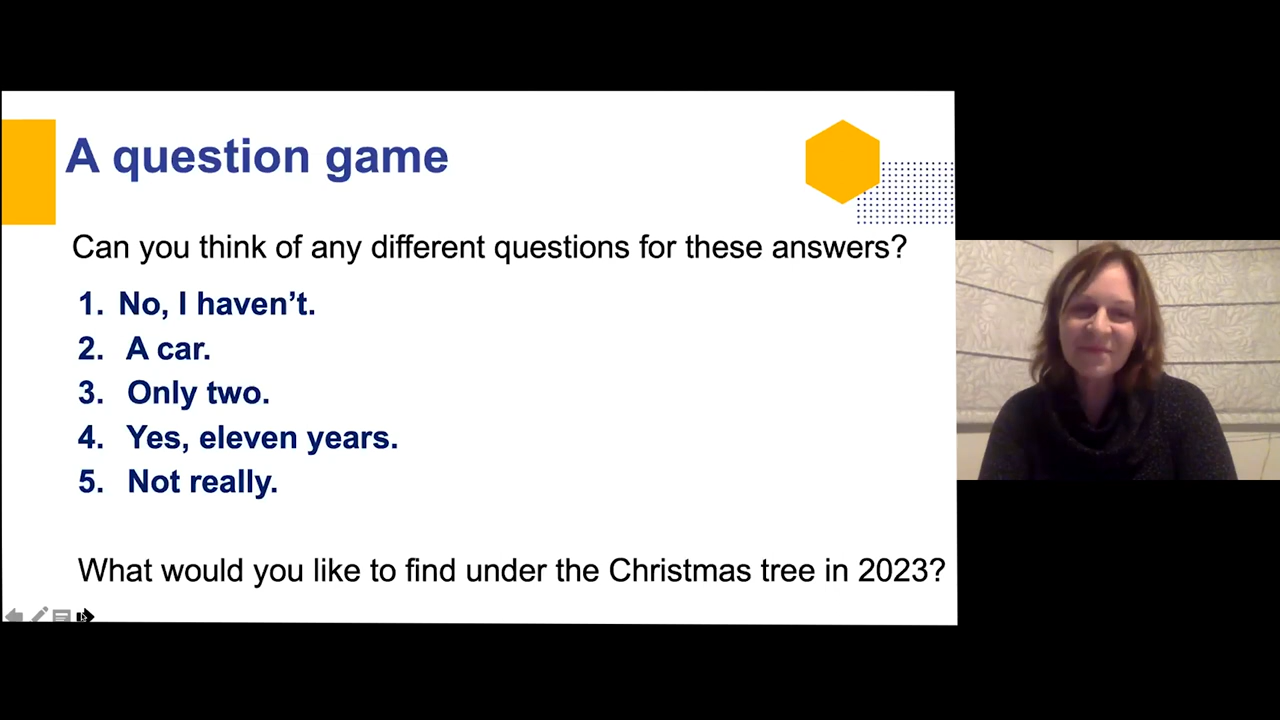 A question game
Can you think of any different questions for these answers?
1. No, I haven’t.
2. A car.
3. Only two.
4. Yes, eleven years.
5. Not really.
What would you like to find under the Christmas tree in 2023?